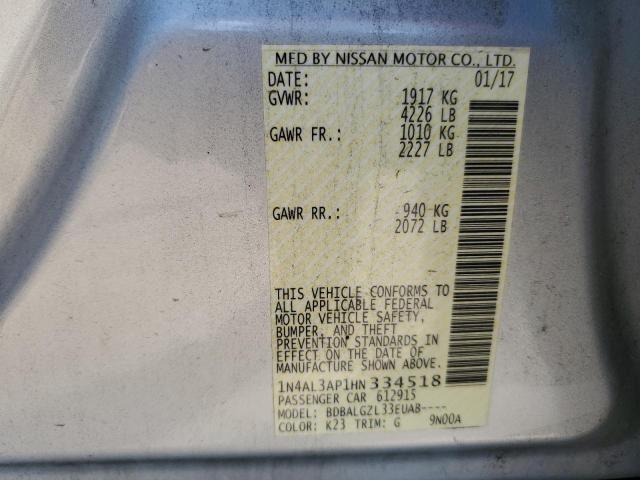 MFD BY NISSAN MOTOR CO., LTD.
DATE: 01/17
GVWR: 1917 KG
4226 LB
GAWR FR.: 1010 KG
2227 LB
GAWR RR.: 940 KG
2072 LB
THIS VEHICLE CONFORMS TO
ALL APPLICABLE FEDERAL
MOTOR VEHICLE SAFETY,
BUMPER, AND THEFT
PREVENTION STANDARDS IN
EFFECT ON THE DATE OF
MANUFACTURE SHOWN ABOVE.
1N4AL3AP1HN334518
PASSENGER CAR 612915
MODEL: BDBALGZL33EUAB----
COLOR: K23 TRIM: G 9N00A